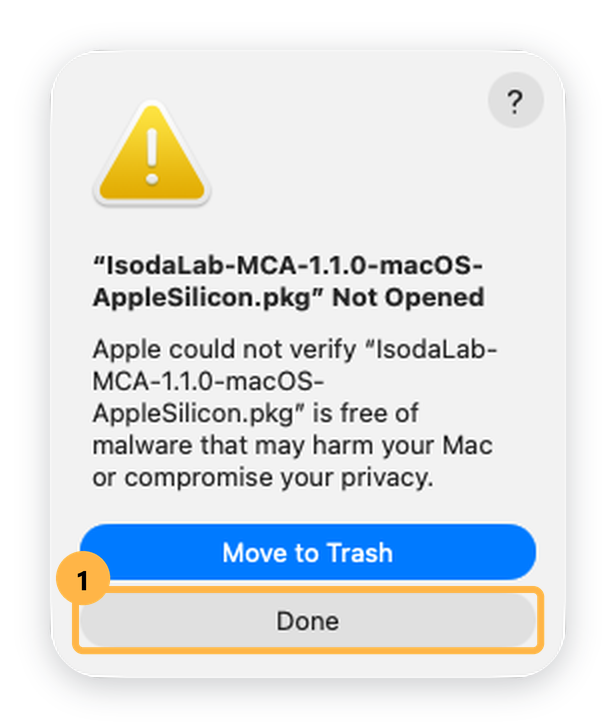 ?
“IsodaLab-MCA-1.1.0-macOS-
AppleSilicon.pkg” Not Opened
Apple could not verify “IsodaLab-
MCA-1.1.0-macOS-
AppleSilicon.pkg” is free of
malware that may harm your Mac
or compromise your privacy.
Move to Trash
1
Done